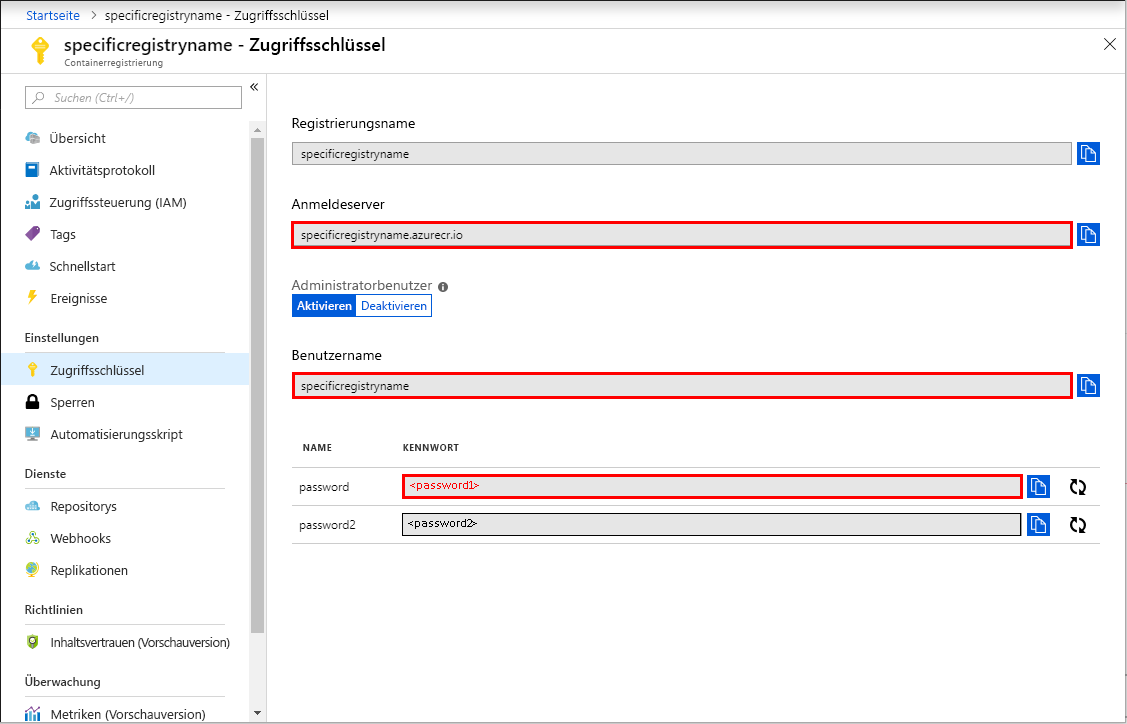 Startseite > specificregistryname - Zugriffsschlüssel
specificregistryname - Zugriffsschlüssel
Containerregistrierung
Suchen (Ctrl+/)
Übersicht
Aktivitätsprotokoll
Zugriffssteuerung (IAM)
Tags
Schnellstart
Ereignisse
Einstellungen
Zugriffsschlüssel
Sperren
Automatisierungsskript
Dienste
Repositorys
Webhooks
Replikationen
Richtlinien
Inhaltsvertrauen (Vorschauversion)
Überwachung
Metriken (Vorschauversion)
Registrierungsname
specificregistryname
Anmeldeserver
specificregistryname.azurecr.io
Administratorbenutzer
Aktivieren Deaktivieren
Benutzername
specificregistryname
NAME KENNWORT
password <password1>
password2 <password2>